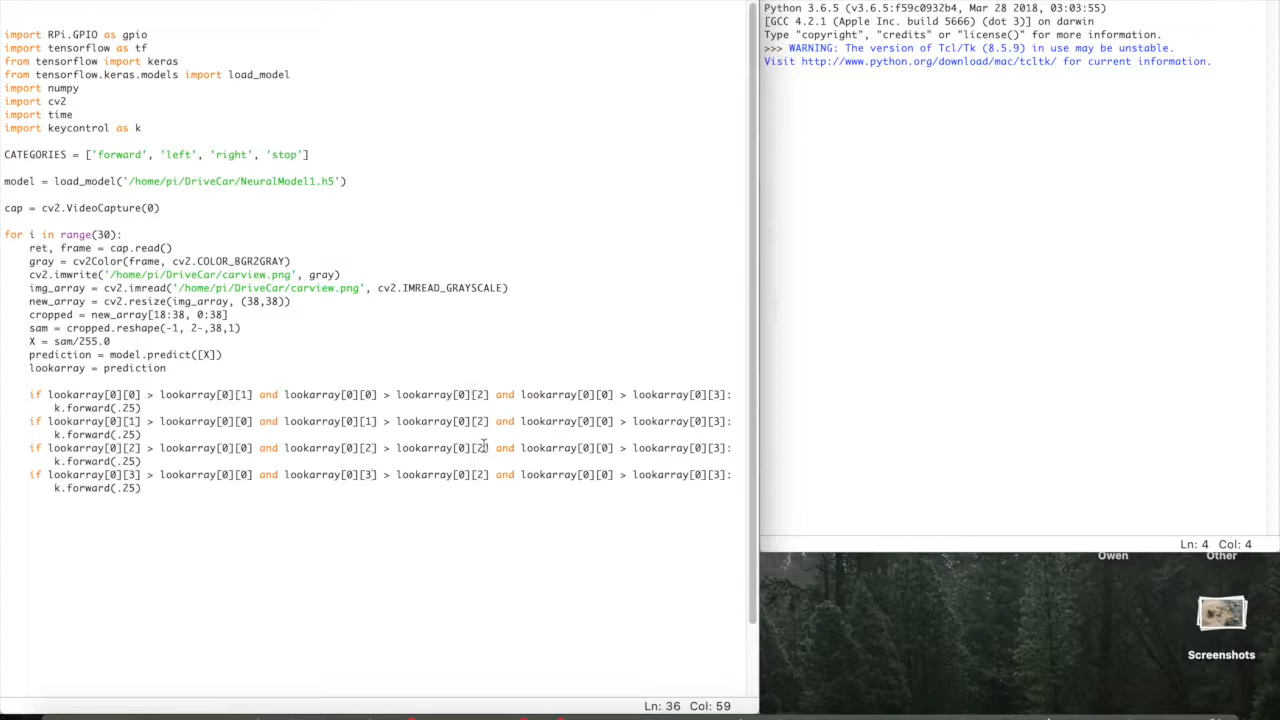 import RPi.GPIO as gpio
import tensorflow as tf
from tensorflow import keras
from tensorflow.keras.models import load_model
import numpy
import cv2
import time
import keycontrol as k
CATEGORIES = ['forward', 'left', 'right', 'stop']
model = load_model('/home/pi/DriveCar/NeuralModel1.h5')
cap = cv2.VideoCapture(0)
for i in range(30):
    ret, frame = cap.read()
    gray = cv2Color(frame, cv2.COLOR_BGR2GRAY)
    cv2.imwrite('/home/pi/DriveCar/carview.png', gray)
    img_array = cv2.imread('/home/pi/DriveCar/carview.png', cv2.IMREAD_GRAYSCALE)
    new_array = cv2.resize(img_array, (38,38))
    cropped = new_array[18:38, 0:38]
    sam = cropped.reshape(-1, 2-,38,1)
    X = sam/255.0
    prediction = model.predict([X])
    lookarray = prediction
    if lookarray[0][0] > lookarray[0][1] and lookarray[0][0] > lookarray[0][2] and lookarray[0][0] > lookarray[0][3]:
        k.forward(.25)
    if lookarray[0][1] > lookarray[0][0] and lookarray[0][1] > lookarray[0][2] and lookarray[0][0] > lookarray[0][3]:
        k.forward(.25)
    if lookarray[0][2] > lookarray[0][0] and lookarray[0][2] > lookarray[0][2] and lookarray[0][0] > lookarray[0][3]:
        k.forward(.25)
    if lookarray[0][3] > lookarray[0][0] and lookarray[0][3] > lookarray[0][2] and lookarray[0][0] > lookarray[0][3]:
        k.forward(.25)
Ln: 36 Col: 59
Python 3.6.5 (v3.6.5:f59c0932b4, Mar 28 2018, 03:03:55)
[GCC 4.2.1 (Apple Inc. build 5666) (dot 3)] on darwin
Type "copyright", "credits" or "license()" for more information.
>>> WARNING: The version of Tcl/Tk (8.5.9) in use may be unstable.
Visit http://www.python.org/download/mac/tcltk/ for current information.
Ln: 4 Col: 4
Owen Other
Screenshots